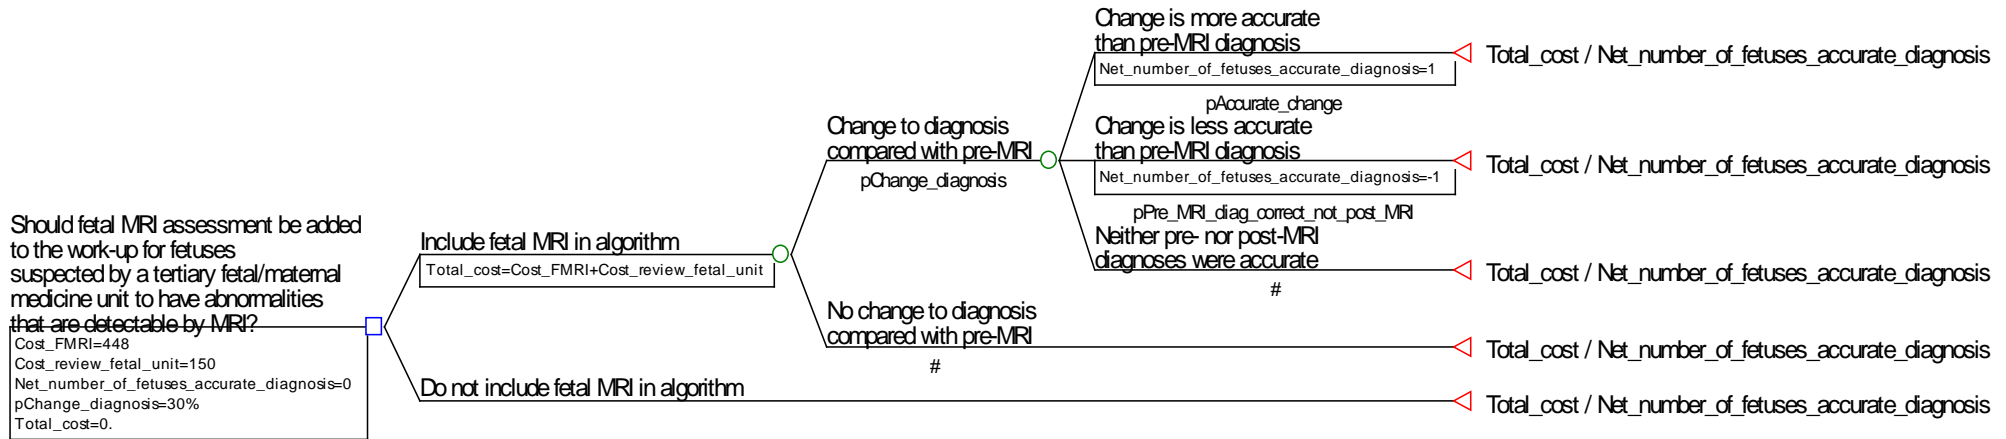 Should fetal MRI assessment be added
to the work-up for fetuses
suspected by a tertiary fetal/maternal
medicine unit to have abnormalities
that are detectable by MRI?
Cost_FMRI=448
Cost_review_fetal_unit=150
Net_number_of_fetuses_accurate_diagnosis=0
pChange_diagnosis=30%
Total_cost=0.
Include fetal MRI in algorithm
Total_cost=Cost_FMRI+Cost_review_fetal_unit
Change to diagnosis
compared with pre-MRI
pChange_diagnosis
Change is more accurate
than pre-MRI diagnosis
Net_number_of_fetuses_accurate_diagnosis=1
pAccurate_change
Total_cost / Net_number_of_fetuses_accurate_diagnosis
Change is less accurate
than pre-MRI diagnosis
Net_number_of_fetuses_accurate_diagnosis=-1
pPre_MRI_diag_correct_not_post_MRI
Total_cost / Net_number_of_fetuses_accurate_diagnosis
Neither pre- nor post-MRI
diagnoses were accurate
#
Total_cost / Net_number_of_fetuses_accurate_diagnosis
No change to diagnosis
compared with pre-MRI
#
Total_cost / Net_number_of_fetuses_accurate_diagnosis
Do not include fetal MRI in algorithm
Total_cost / Net_number_of_fetuses_accurate_diagnosis